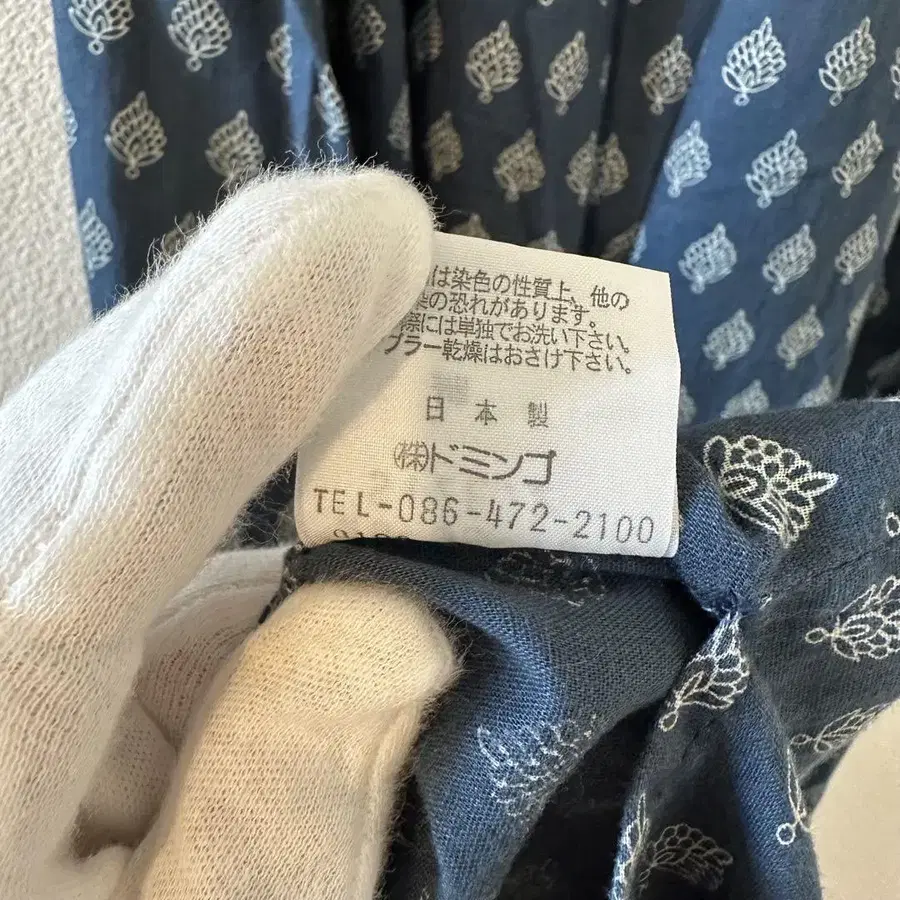 は染色の性質上、他の
の恐れがあります。
際には単独でお洗い下さい。
ブラー乾燥はおさけ下さい。
日本製
㈱ドミンゴ
TEL-086-472-2100